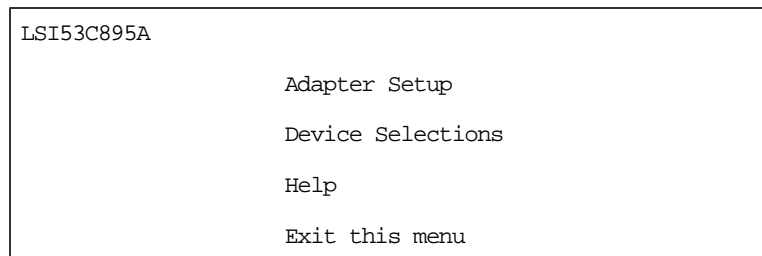 LSI53C895A
Adapter Setup
Device Selections
Help
Exit this menu